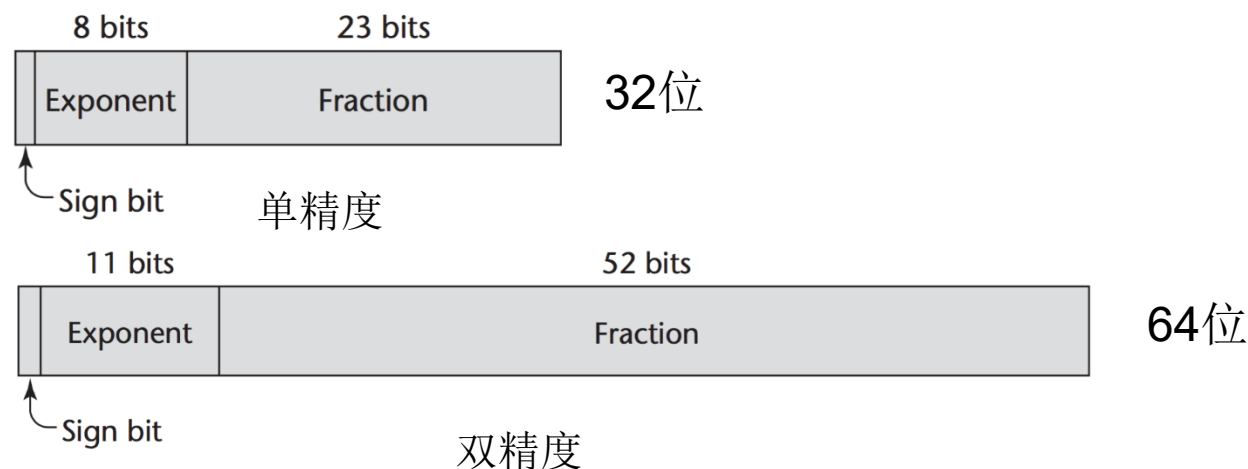 8 bits 23 bits
Exponent Fraction 32位
Sign bit 单精度
11 bits 52 bits
Exponent Fraction 64位
Sign bit 双精度